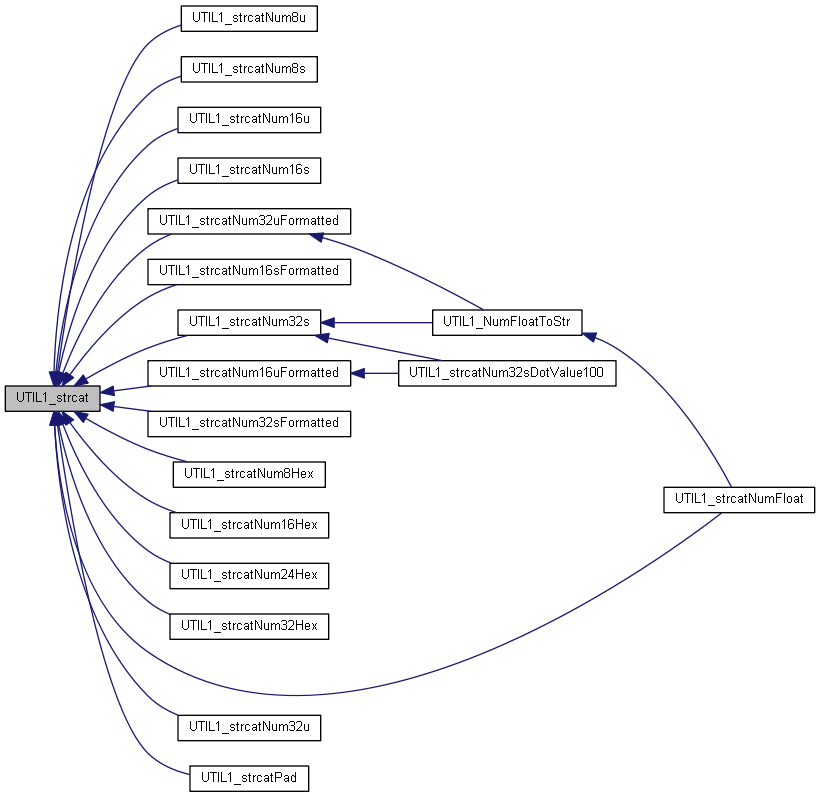 UTIL1_strcatNum8u
UTIL1_strcatNum8s
UTIL1_strcatNum16u
UTIL1_strcatNum16s
UTIL1_strcatNum32uFormatted
UTIL1_strcatNum16sFormatted
UTIL1_strcatNum32s
UTIL1_NumFloatToStr
UTIL1_strcatNum16uFormatted
UTIL1_strcatNum32sDotValue100
UTIL1_strcat
UTIL1_strcatNum32sFormatted
UTIL1_strcatNum8Hex
UTIL1_strcatNumFloat
UTIL1_strcatNum16Hex
UTIL1_strcatNum24Hex
UTIL1_strcatNum32Hex
UTIL1_strcatNum32u
UTIL1_strcatPad